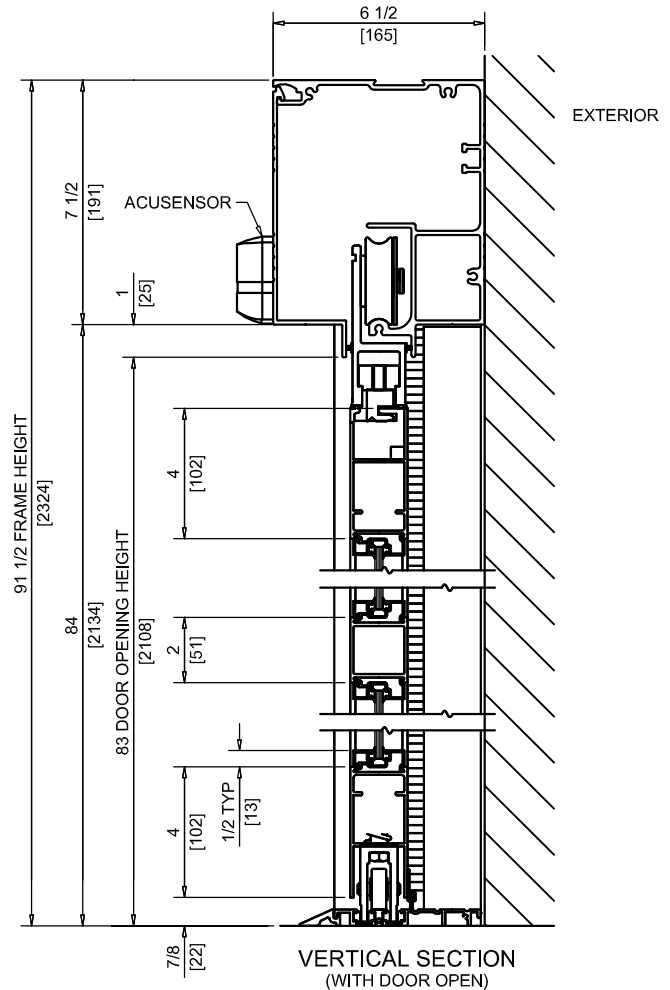 6 1/2
[165]
EXTERIOR
7 1/2
[191]
ACUSENSOR
1
[25]
91 1/2 FRAME HEIGHT
[2324]
84
[2134]
83 DOOR OPENING HEIGHT
[2108]
4
[102]
2
[51]
1/2 TYP
[13]
4
[102]
7/8
[22]
VERTICAL SECTION
(WITH DOOR OPEN)